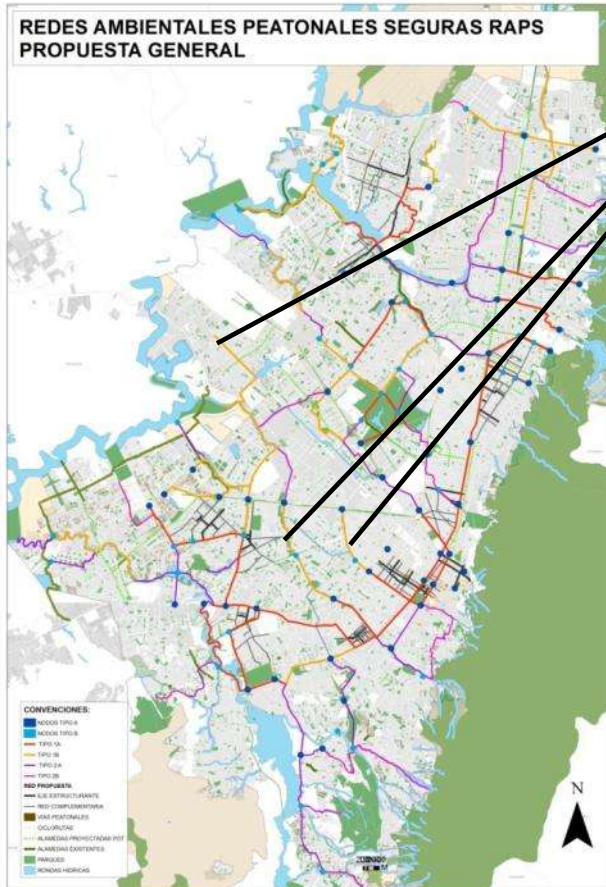 REDES AMBIENTALES PEATONALES SEGURAS RAPS
PROPUESTA GENERAL
CONVENCIONES:
NODOS TIPO A
NODOS TIPO B
TIPO 1A
TIPO 1B
TIPO 2A
TIPO 2B
RED PROPUESTA
EJE ESTRUCTURANTE
RED COMPLEMENTARIA
VIAS PEATONALES
CICLORUTAS
ALAMEDAS PROYECTADAS POT
ALAMEDAS EXISTENTES
PARQUES
RONDAS HIDRICAS
N